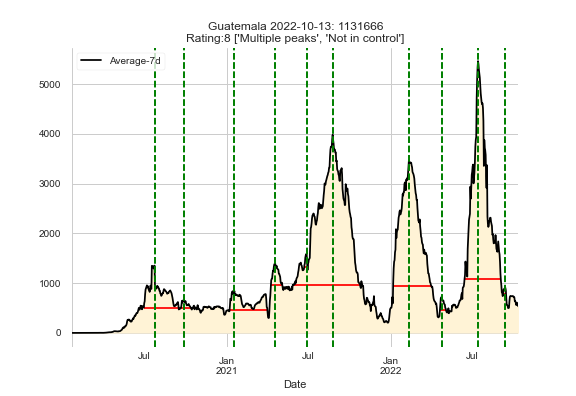 Guatemala 2022-10-13: 1131666
Rating:8 ['Multiple peaks', 'Not in control']
Average-7d
5000
4000
3000
2000
1000
0
Jul
Jan
2021
Jul
Jan
2022
Jul
Date